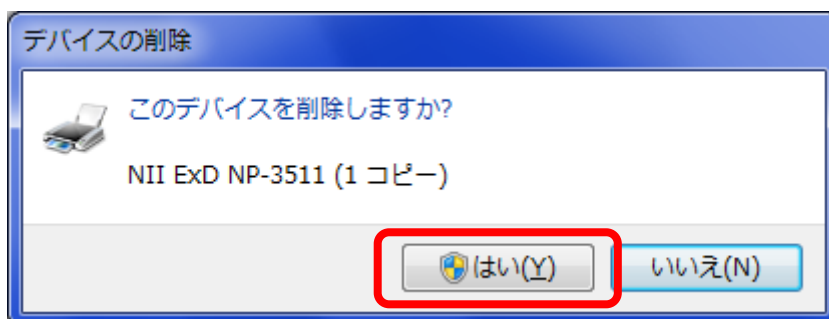 デバイスの削除
このデバイスを削除しますか?
NII ExD NP-3511 (1 コピー)
はい(Y)
いいえ(N)